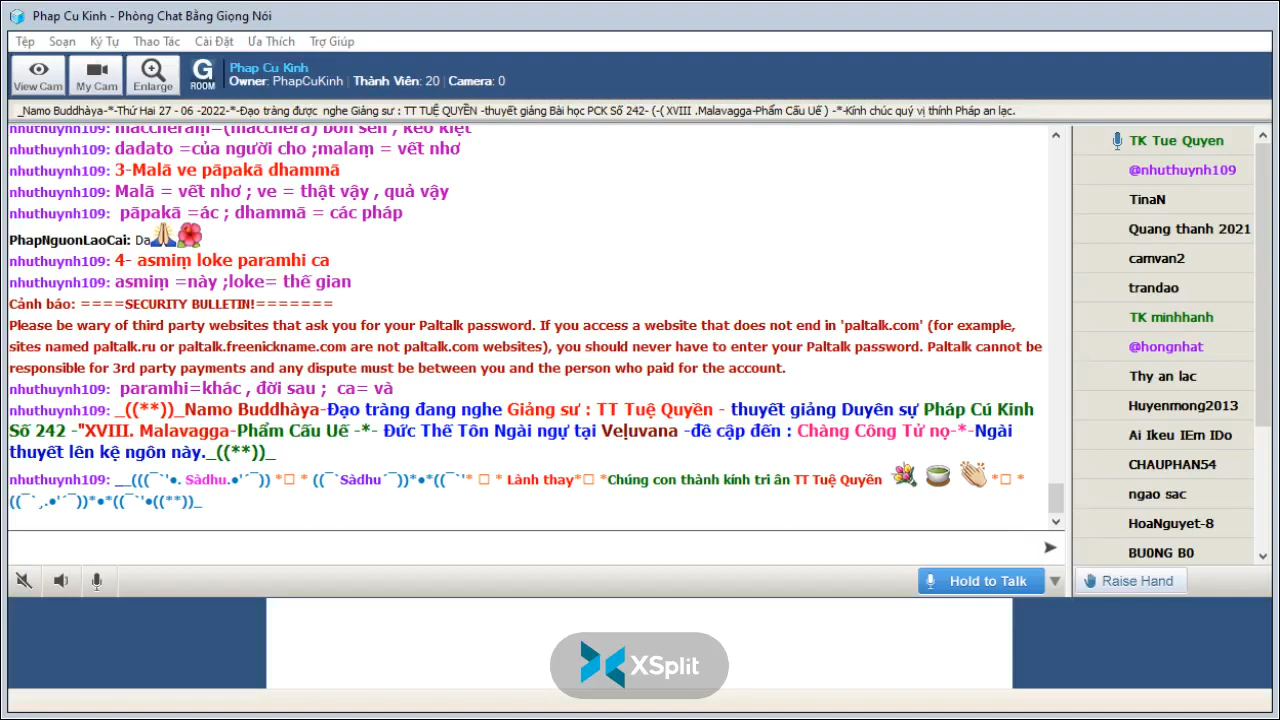 Phap Cu Kinh - Phòng Chat Bằng Giọng Nói
Tệp Soạn Ký Tự Thao Tác Cài Đặt Ưa Thích Trợ Giúp
View Cam My Cam Enlarge G ROOM
Phap Cu Kinh
Owner: PhapCuKinh | Thành Viên: 20 | Camera: 0
_Namo Buddhàya-*-Thứ Hai 27 - 06 -2022-*-Đạo tràng được nghe Giảng sư : TT TUỆ QUYỀN -thuyết giảng Bài học PCK Số 242- (-( XVIII .Malavagga-Phẩm Cấu Uế ) -*-Kính chúc quý vị thính Pháp an lạc.
nhuthuynh109: maccheraṃ=(macchera) bỏn sẻn , keo kiệt
nhuthuynh109: dadato =của người cho ;malaṃ = vết nhơ
nhuthuynh109: 3-Malā ve pāpakā dhammā
nhuthuynh109: Malā = vết nhơ ; ve = thật vậy , quả vậy
nhuthuynh109: pāpakā =ác ; dhammā = các pháp
PhapNguonLaoCai: Da🙏🌺
nhuthuynh109: 4- asmiṃ loke paramhi ca
nhuthuynh109: asmiṃ =này ;loke= thế gian
Cảnh báo: ====SECURITY BULLETIN!=======
Please be wary of third party websites that ask you for your Paltalk password. If you access a website that does not end in 'paltalk.com' (for example,
sites named paltalk.ru or paltalk.freenickname.com are not paltalk.com websites), you should never have to enter your Paltalk password. Paltalk cannot be
responsible for 3rd party payments and any dispute must be between you and the person who paid for the account.
nhuthuynh109: paramhi=khác , đời sau ; ca= và
nhuthuynh109: _((**))_Namo Buddhàya-Đạo tràng đang nghe Giảng sư : TT Tuệ Quyền - thuyết giảng Duyên sự Pháp Cú Kinh
Số 242 -"XVIII. Malavagga-Phẩm Cấu Uế -*- Đức Thế Tôn Ngài ngự tại Veḷuvana -đề cập đến : Chàng Công Tử nọ-*-Ngài
thuyết lên kệ ngôn này._((**))_
nhuthuynh109: __(((¯`'•. Sàdhu.•'´¯)) *□ * ((¯`Sàdhu´¯))*•*((¯`'* □ * Lành thay*□ *Chúng con thành kính tri ân TT Tuệ Quyền 💐 🍵 👏 *□ *
((¯`¸.•'´¯))*•*((¯`'•((**))_
TK Tue Quyen
@nhuthuynh109
TinaN
Quang thanh 2021
camvan2
trandao
TK minhhanh
@hongnhat
Thy an lac
Huyenmong2013
Ai Ikeu IEm IDo
CHAUPHAN54
ngao sac
HoaNguyet-8
BU0NG B0
Hold to Talk
Raise Hand
XSplit